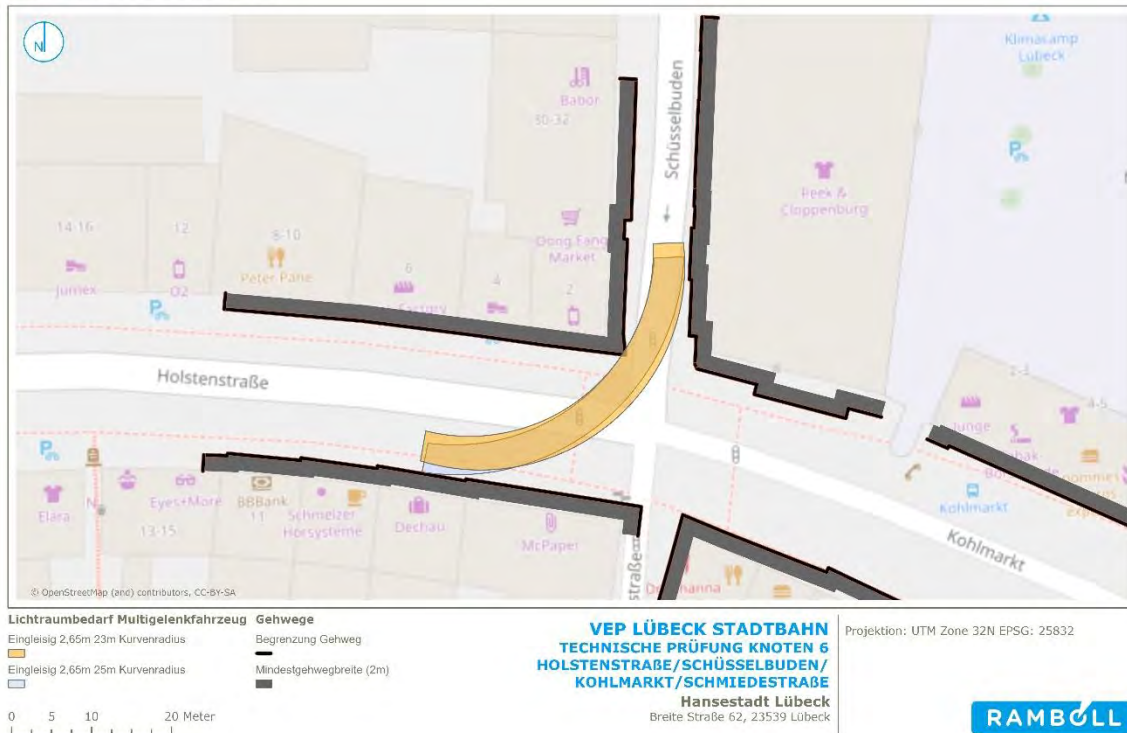 N
Klimacamp
Lübeck
Babor
30-32
Schüsselbuden
Peek &
Cloppenburg
14-16
12
8-10
Dong Fang
Market
Jumex
O2
Peter Pane
6
4
2
Factory
Holstenstraße
2-3
4-5
Junge
Kohlmarkt
Elara
Eyes+More
BBBank
11
Schmelzer
Hörsysteme
Dechau
McPaper
13-15
Kohlmarkt
straße
© OpenStreetMap (and) contributors, CC-BY-SA
Lichtraumbedarf Multigelenkfahrzeug
Eingleisig 2,65m 23m Kurvenradius
Eingleisig 2,65m 25m Kurvenradius
Gehwege
Begrenzung Gehweg
Mindestgehwegbreite (2m)
0 5 10 20 Meter
VEP LÜBECK STADTBAHN
TECHNISCHE PRÜFUNG KNOTEN 6
HOLSTENSTRAßE/SCHÜSSELBUDEN/
KOHLMARKT/SCHMIEDESTRAßE
Hansestadt Lübeck
Breite Straße 62, 23539 Lübeck
Projektion: UTM Zone 32N EPSG: 25832
RAMBOLL